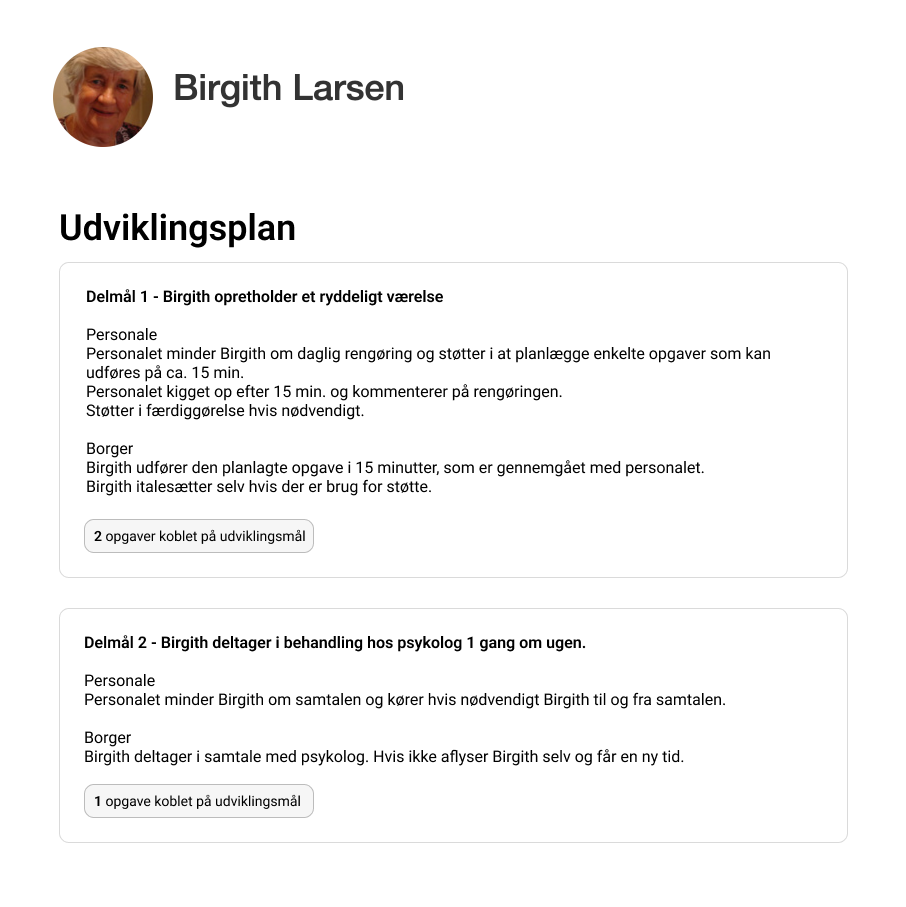 Birgith Larsen
Udviklingsplan
Delmål 1 - Birgith opretholder et ryddeligt værelse
Personale
Personalet minder Birgith om daglig rengøring og støtter i at planlægge enkelte opgaver som kan
udføres på ca. 15 min.
Personalet kigget op efter 15 min. og kommenterer på rengøringen.
Støtter i færdiggørelse hvis nødvendigt.
Borger
Birgith udfører den planlagte opgave i 15 minutter, som er gennemgået med personalet.
Birgith italesætter selv hvis der er brug for støtte.
2 opgaver koblet på udviklingsmål
Delmål 2 - Birgith deltager i behandling hos psykolog 1 gang om ugen.
Personale
Personalet minder Birgith om samtalen og kører hvis nødvendigt Birgith til og fra samtalen.
Borger
Birgith deltager i samtale med psykolog. Hvis ikke aflyser Birgith selv og får en ny tid.
1 opgave koblet på udviklingsmål